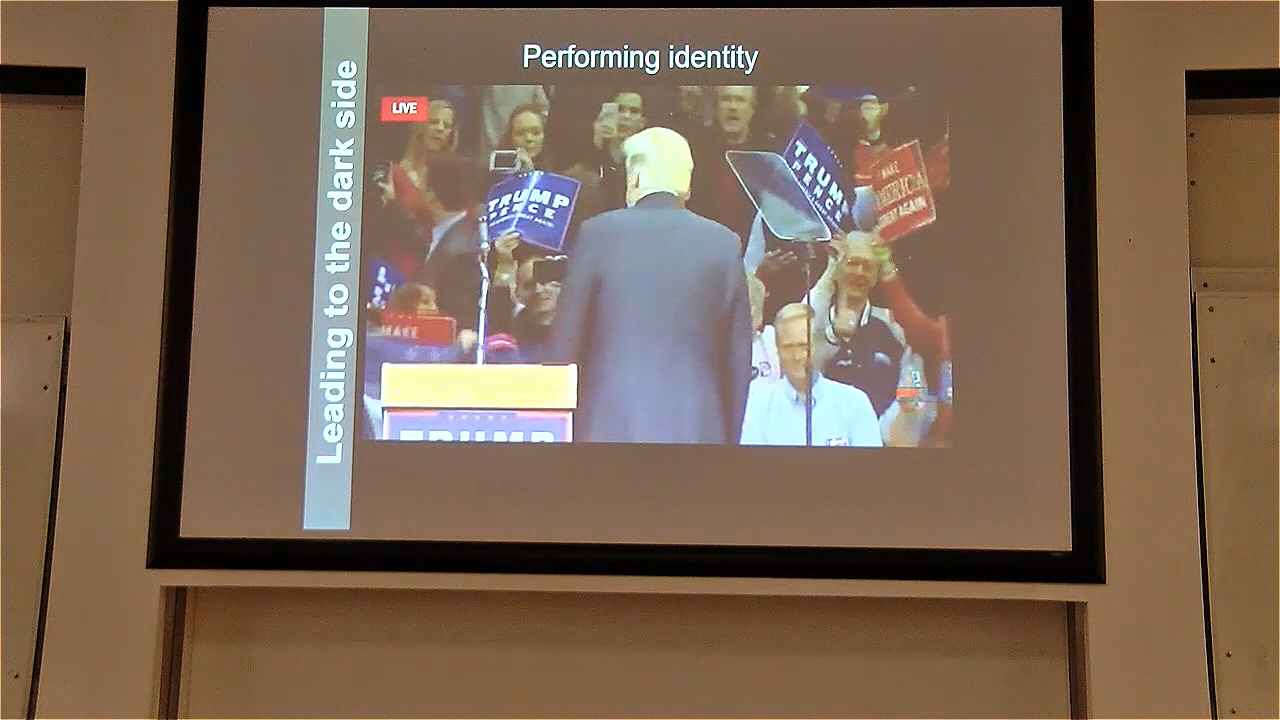 Performing identity
Leading to the dark side
LIVE
TRUMP
PENCE
TRUMP
PENCE
MAKE
AMERICA
GREAT AGAIN
MAKE
TRUMP